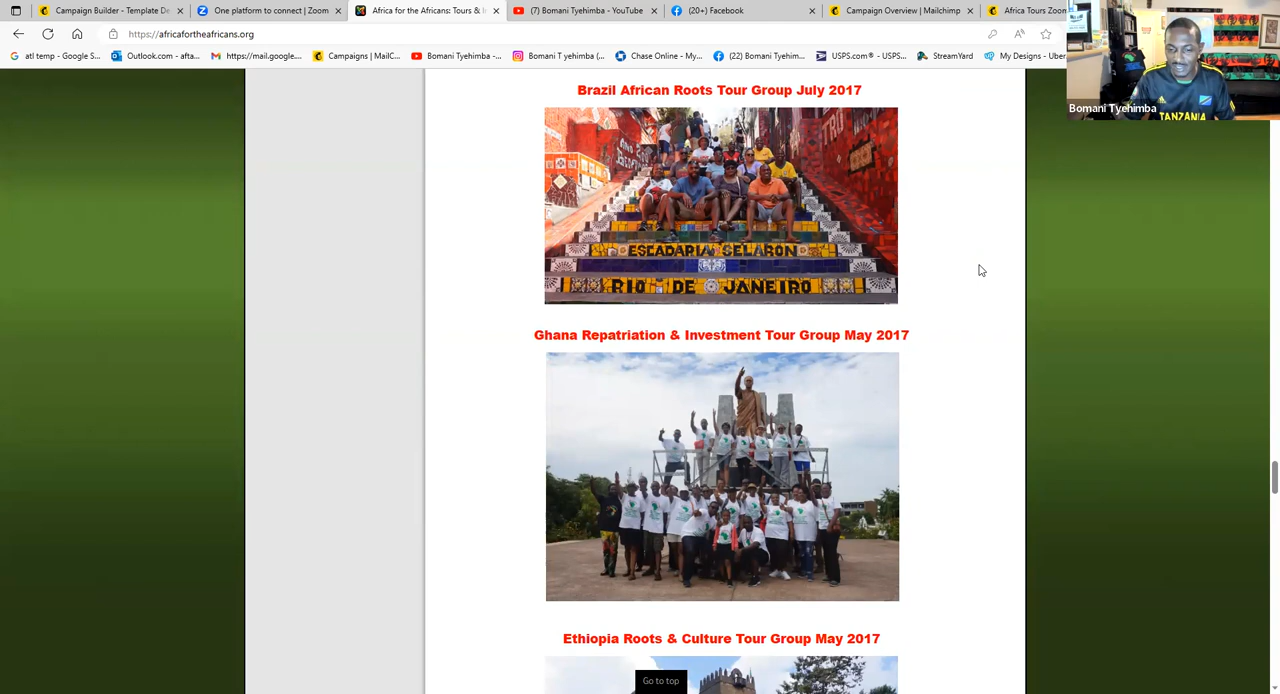 Campaign Builder - Template De
One platform to connect | Zoom
Africa for the Africans: Tours & In
(7) Bomani Tyehimba - YouTube
(20+) Facebook
Campaign Overview | Mailchimp
Africa Tours Zoom
https://africafortheafricans.org
atl temp - Google S...
Outlook.com - afta...
https://mail.google....
Campaigns | MailC...
Bomani Tyehimba -...
Bomani T yehimba (...
Chase Online - My...
(22) Bomani Tyehim...
USPS.com® - USPS...
StreamYard
My Designs - Uber
Bomani Tyehimba
TANZANIA
Brazil African Roots Tour Group July 2017
ESCADARIA SELARÓN
RIO DE JANEIRO
Ghana Repatriation & Investment Tour Group May 2017
Ethiopia Roots & Culture Tour Group May 2017
Go to top